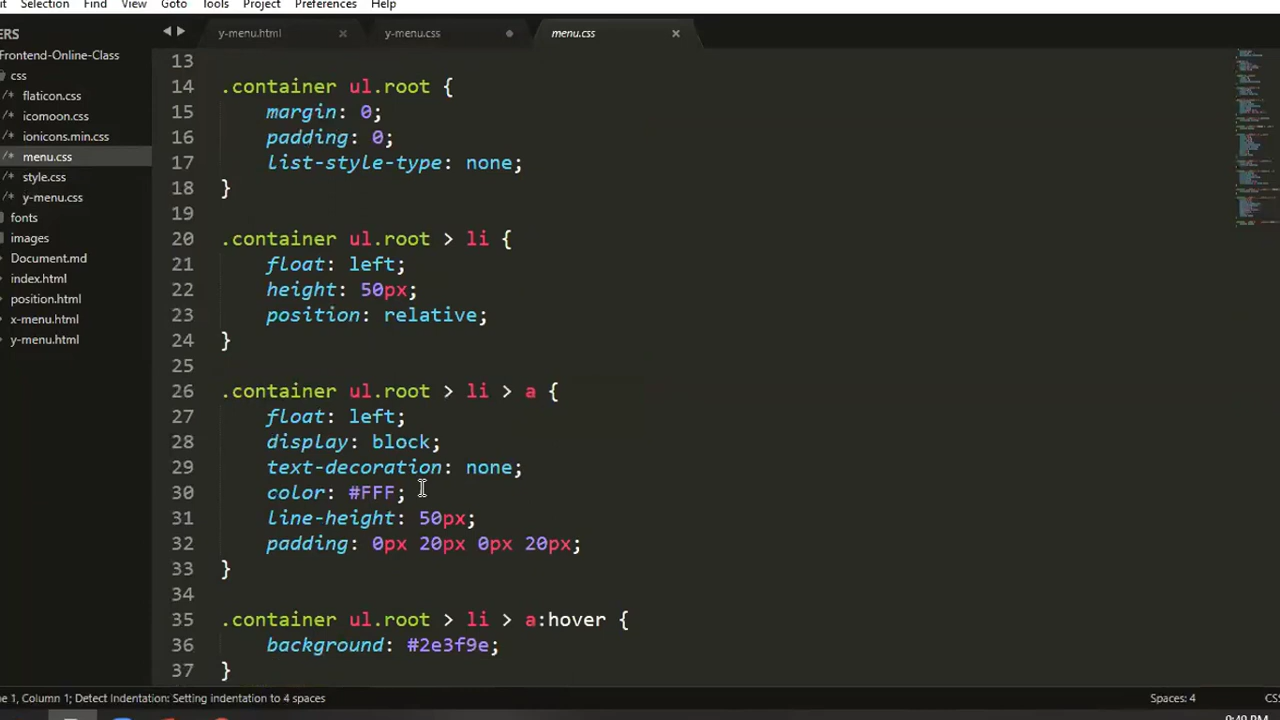 it Selection Find View Goto Tools Project Preferences Help
ERS
y-menu.html
y-menu.css
menu.css
Frontend-Online-Class
css
/* flaticon.css
/* icomoon.css
/* ionicons.min.css
/* menu.css
/* style.css
/* y-menu.css
fonts
images
Document.md
index.html
position.html
x-menu.html
y-menu.html
13
14 .container ul.root {
15 margin: 0;
16 padding: 0;
17 list-style-type: none;
18 }
19
20 .container ul.root > li {
21 float: left;
22 height: 50px;
23 position: relative;
24 }
25
26 .container ul.root > li > a {
27 float: left;
28 display: block;
29 text-decoration: none;
30 color: #FFF;
31 line-height: 50px;
32 padding: 0px 20px 0px 20px;
33 }
34
35 .container ul.root > li > a:hover {
36 background: #2e3f9e;
37 }
ne 1, Column 1; Detect Indentation: Setting indentation to 4 spaces
Spaces: 4
CS